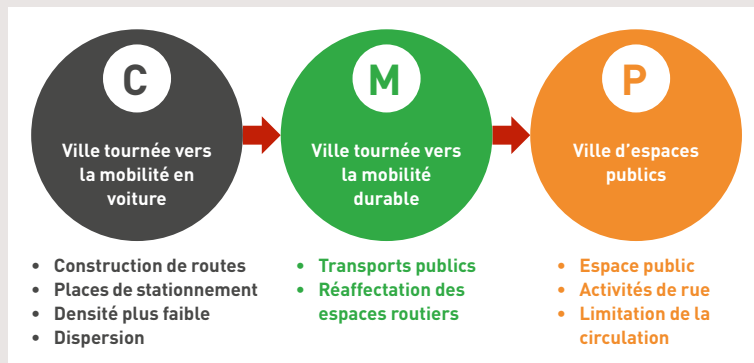 C
Ville tournée vers
la mobilité en
voiture
• Construction de routes
• Places de stationnement
• Densité plus faible
• Dispersion
M
Ville tournée vers
la mobilité
durable
• Transports publics
• Réaffectation des
espaces routiers
P
Ville d'espaces
publics
• Espace public
• Activités de rue
• Limitation de la
circulation